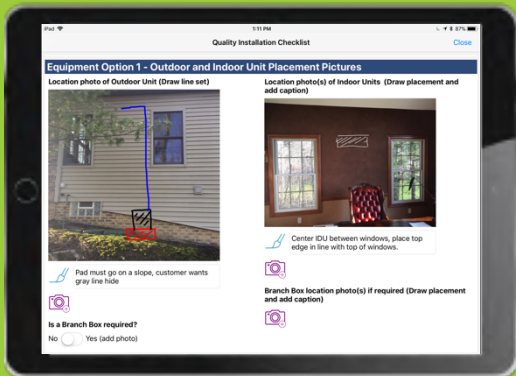 iPad
1:11 PM
67%
Quality Installation Checklist
Close
Equipment Option 1 - Outdoor and Indoor Unit Placement Pictures
Location photo of Outdoor Unit (Draw line set)
Pad must go on a slope, customer wants
gray line hide
Is a Branch Box required?
No
Yes (add photo)
Location photo(s) of Indoor Units (Draw placement and
add caption)
Center IDU between windows, place top
edge in line with top of windows.
Branch Box location photo(s) if required (Draw placement
and add caption)